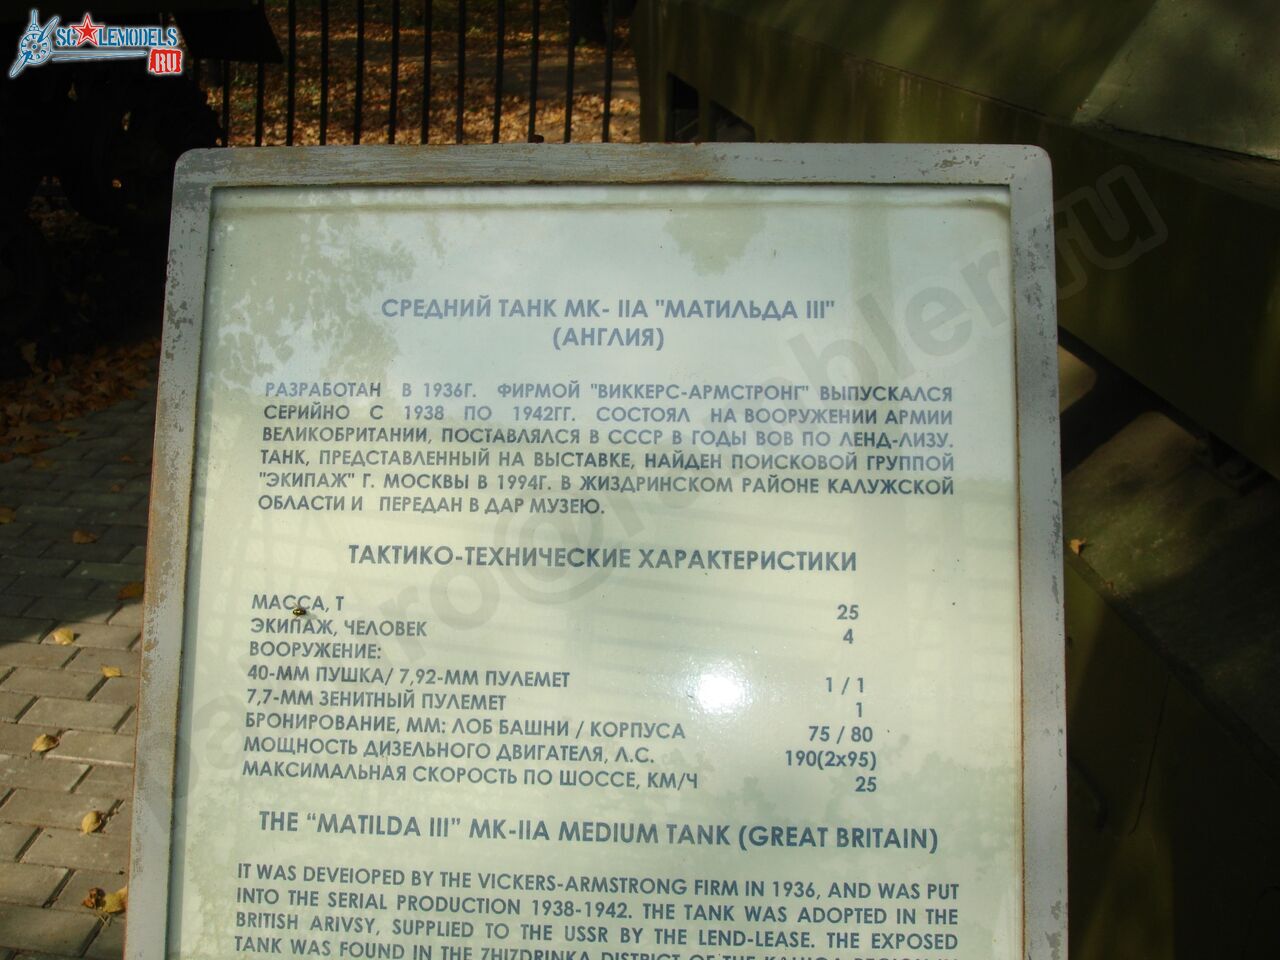 SCALEMODELS
.RU
СРЕДНИЙ ТАНК МК- IIА "МАТИЛЬДА III"
(АНГЛИЯ)
РАЗРАБОТАН В 1936Г. ФИРМОЙ "ВИККЕРС-АРМСТРОНГ" ВЫПУСКАЛСЯ
СЕРИЙНО С 1938 ПО 1942ГГ. СОСТОЯЛ НА ВООРУЖЕНИИ АРМИИ
ВЕЛИКОБРИТАНИИ, ПОСТАВЛЯЛСЯ В СССР В ГОДЫ ВОВ ПО ЛЕНД-ЛИЗУ.
ТАНК, ПРЕДСТАВЛЕННЫЙ НА ВЫСТАВКЕ, НАЙДЕН ПОИСКОВОЙ ГРУППОЙ
"ЭКИПАЖ" Г. МОСКВЫ В 1994Г. В ЖИЗДРИНСКОМ РАЙОНЕ КАЛУЖСКОЙ
ОБЛАСТИ И ПЕРЕДАН В ДАР МУЗЕЮ.
ТАКТИКО-ТЕХНИЧЕСКИЕ ХАРАКТЕРИСТИКИ
МАССА, Т 25
ЭКИПАЖ, ЧЕЛОВЕК 4
ВООРУЖЕНИЕ:
40-ММ ПУШКА/ 7,92-ММ ПУЛЕМЕТ 1 / 1
7,7-ММ ЗЕНИТНЫЙ ПУЛЕМЕТ 1
БРОНИРОВАНИЕ, ММ: ЛОБ БАШНИ / КОРПУСА 75 / 80
МОЩНОСТЬ ДИЗЕЛЬНОГО ДВИГАТЕЛЯ, Л.С. 190(2х95)
МАКСИМАЛЬНАЯ СКОРОСТЬ ПО ШОССЕ, КМ/Ч 25
THE “MATILDA III” MK-IIA MEDIUM TANK (GREAT BRITAIN)
IT WAS DEVEIOPED BY THE VICKERS-ARMSTRONG FIRM IN 1936, AND WAS PUT
INTO THE SERIAL PRODUCTION 1938-1942. THE TANK WAS ADOPTED IN THE
BRITISH ARIVSY, SUPPLIED TO THE USSR BY THE LEND-LEASE. THE EXPOSED
TANK WAS FOUND IN THE ZHIZDRINKA DISTRICT OF THE